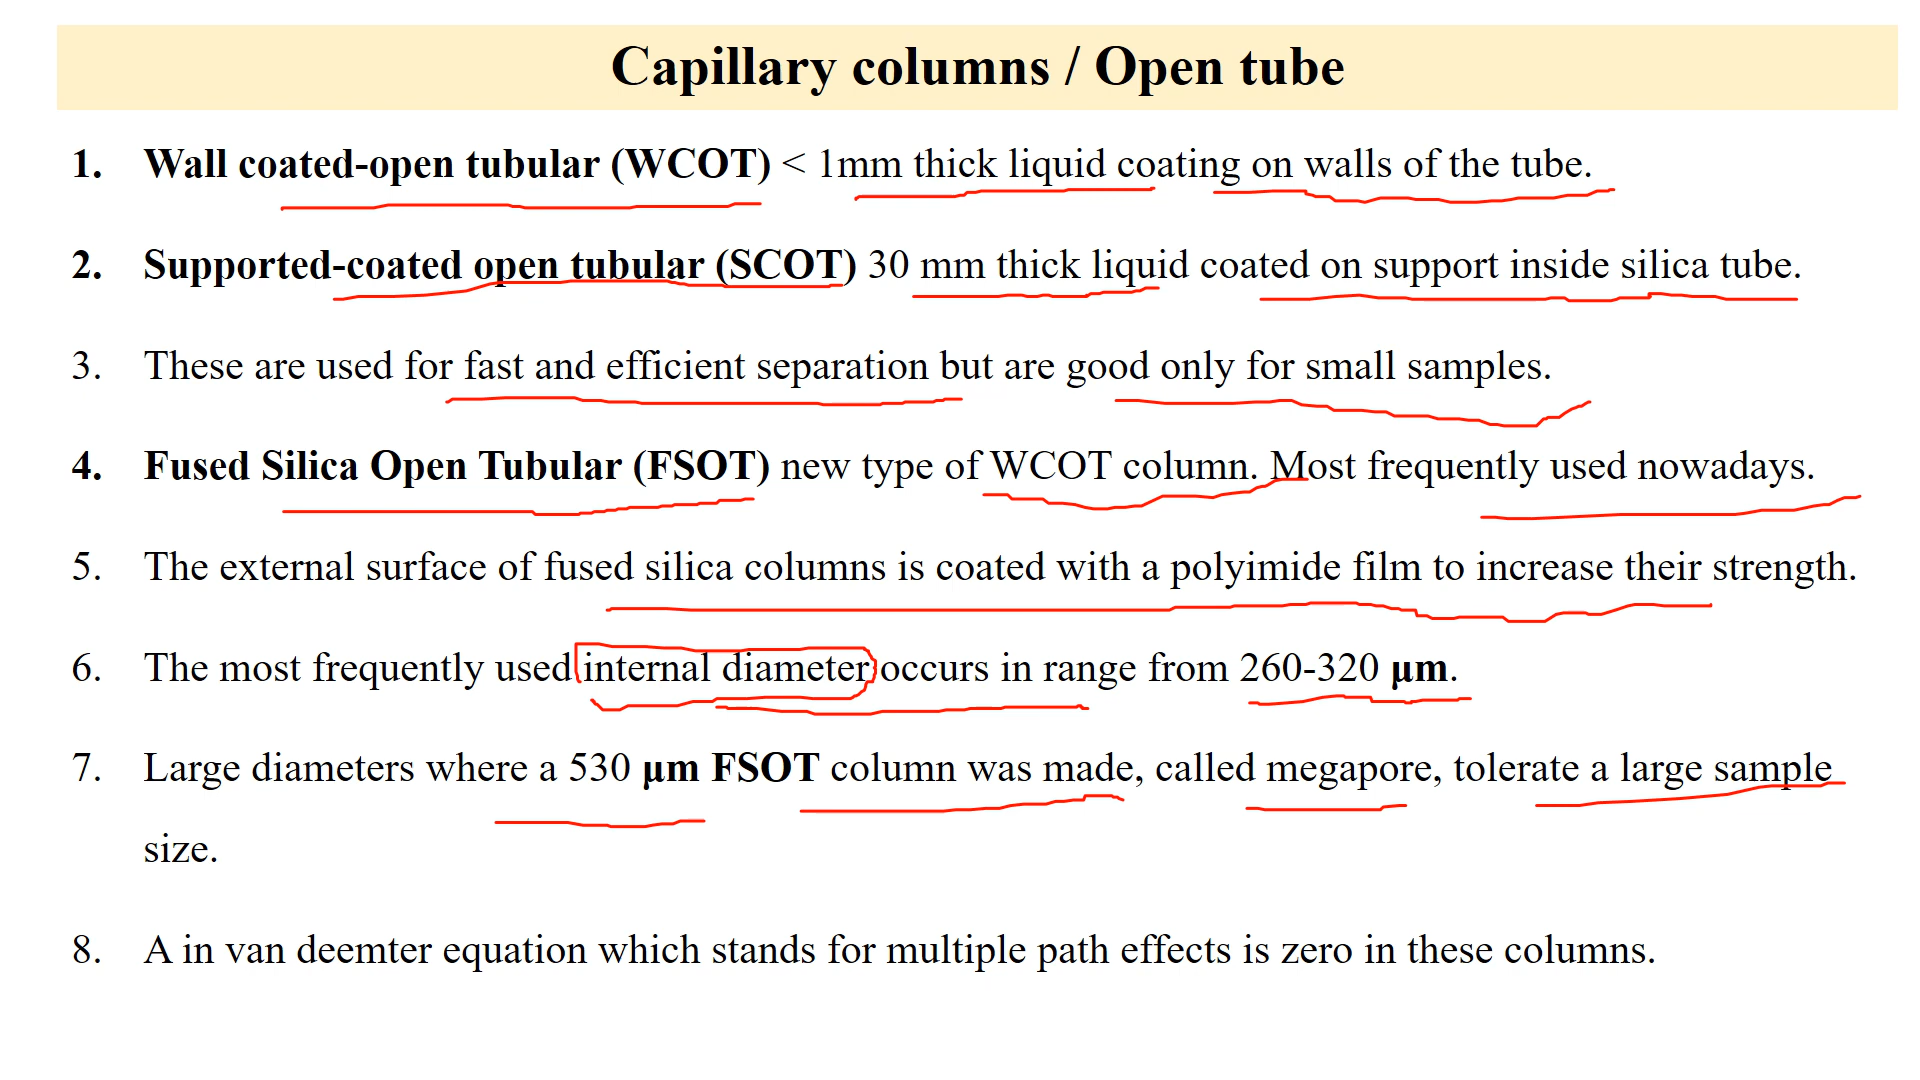 Capillary columns / Open tube
1. Wall coated-open tubular (WCOT) < 1mm thick liquid coating on walls of the tube.
2. Supported-coated open tubular (SCOT) 30 mm thick liquid coated on support inside silica tube.
3. These are used for fast and efficient separation but are good only for small samples.
4. Fused Silica Open Tubular (FSOT) new type of WCOT column. Most frequently used nowadays.
5. The external surface of fused silica columns is coated with a polyimide film to increase their strength.
6. The most frequently used internal diameter occurs in range from 260-320 µm.
7. Large diameters where a 530 µm FSOT column was made, called megapore, tolerate a large sample
size.
8. A in van deemter equation which stands for multiple path effects is zero in these columns.